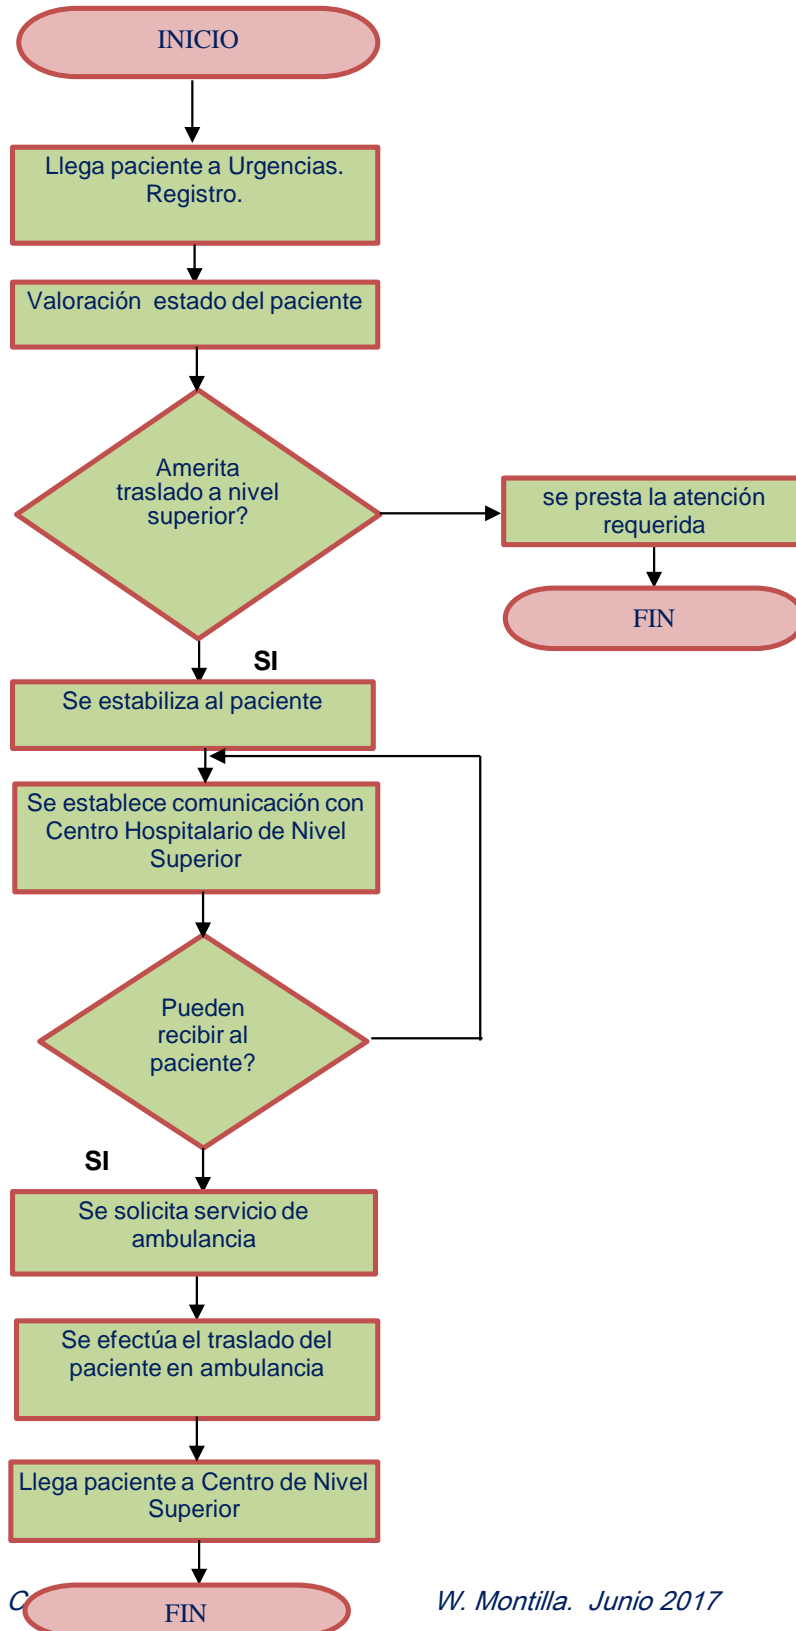 INICIO
Llega paciente a Urgencias.
Registro.
Valoración estado del paciente
Amerita
traslado a nivel
superior?
se presta la atención
requerida
FIN
SI
Se estabiliza al paciente
Se establece comunicación con
Centro Hospitalario de Nivel
Superior
Pueden
recibir al
paciente?
SI
Se solicita servicio de
ambulancia
Se efectúa el traslado del
paciente en ambulancia
Llega paciente a Centro de Nivel
Superior
FIN
W. Montilla. Junio 2017